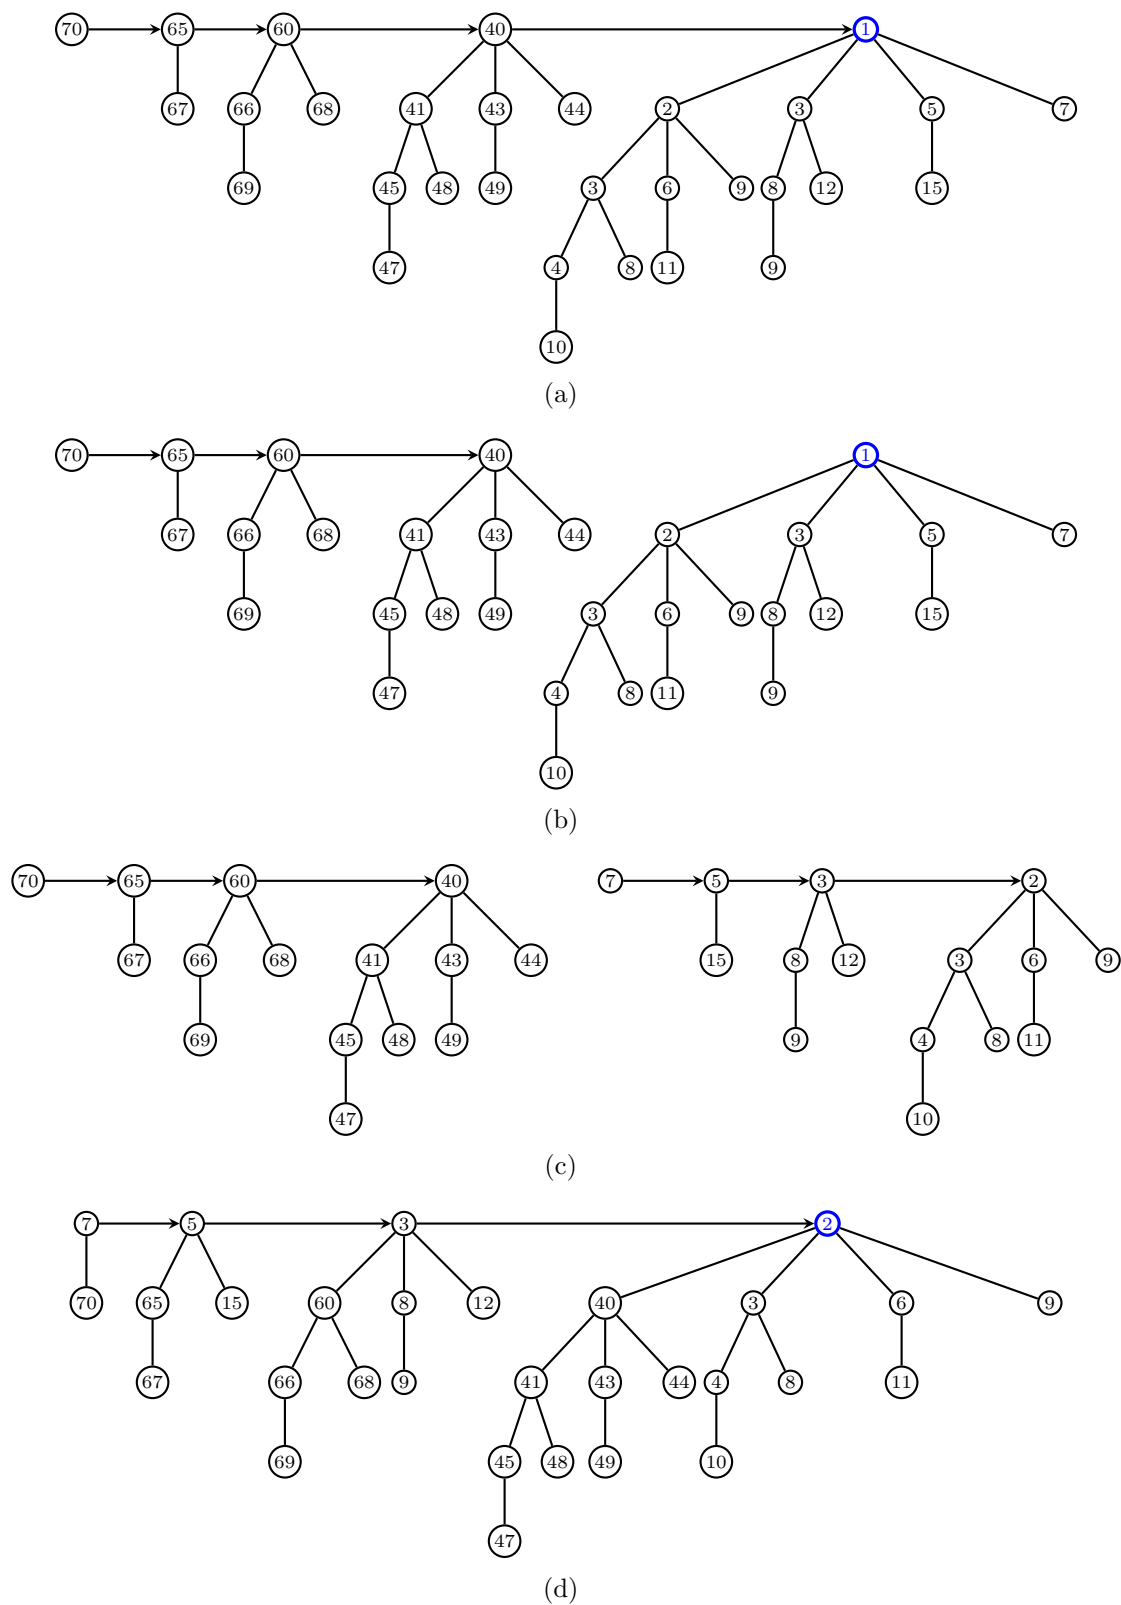 70 65 60 40 1
67 66 68 41 43 44 2 3 5 7
69 45 48 49 3 6 9 8 12 15
47 4 8 11 9
10
(a)
70 65 60 40 1
67 66 68 41 43 44 2 3 5 7
69 45 48 49 3 6 9 8 12 15
47 4 8 11 9
10
(b)
70 65 60 40 7 5 3 2
67 66 68 41 43 44 15 8 12 3 6 9
69 45 48 49 9 4 8 11
47 10
(c)
7 5 3 2
70 65 15 60 8 12 40 3 6 9
67 66 68 9 41 43 44 4 8 11
69 45 48 49 10
47
(d)